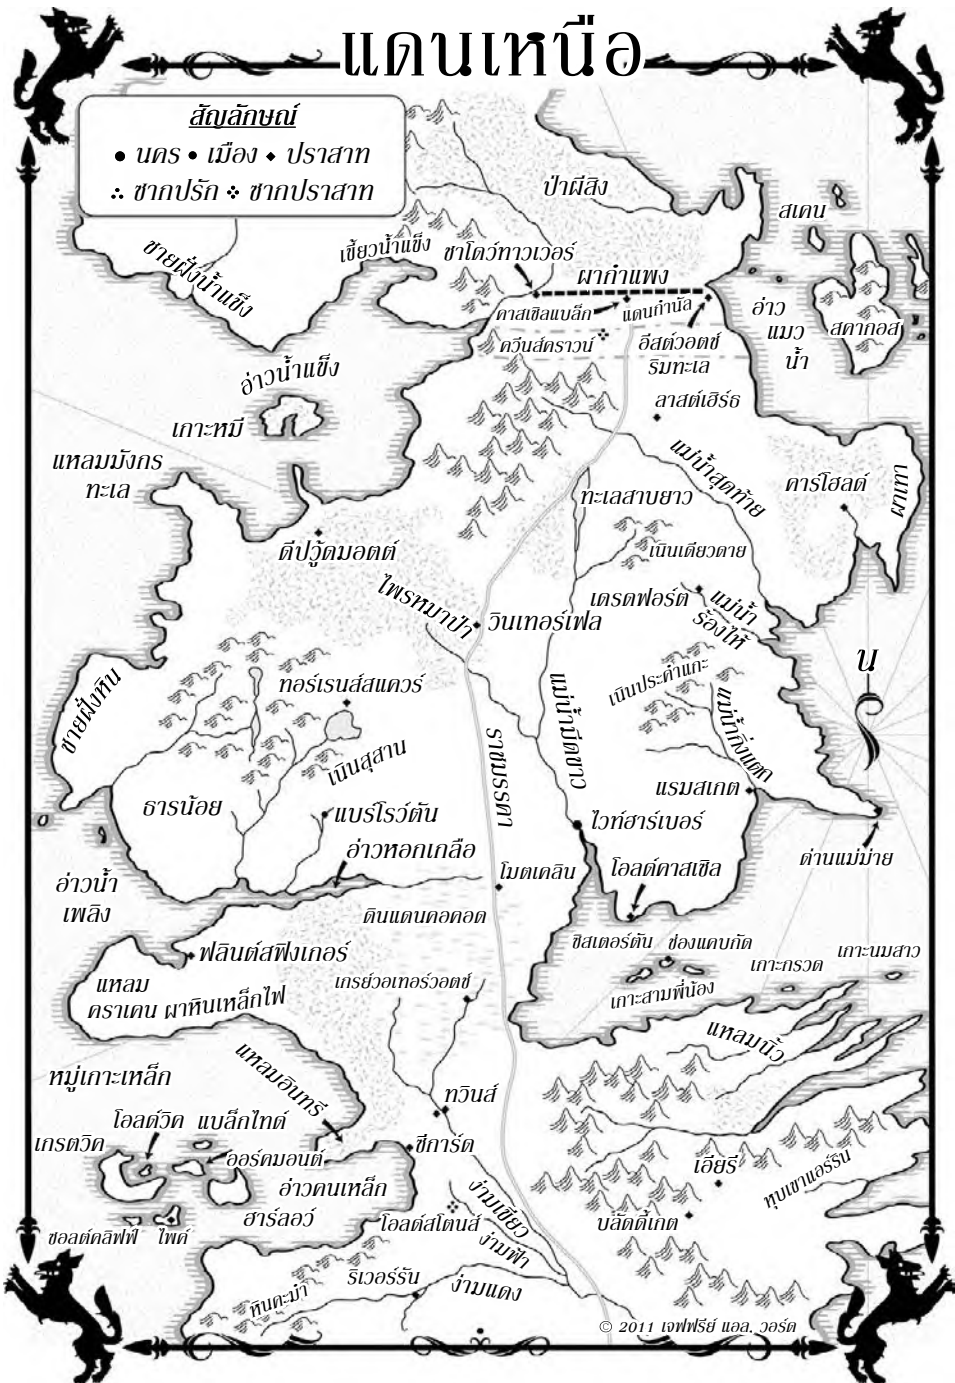 แดนเหนือ
สัญลักษณ์
นคร เมือง ปราสาท
ซากปรัก ซากปราสาท
ป่าผีสิง
สเคน
ชายฝั่งน้ำแข็ง
เขี้ยวน้ำแข็ง
ชาโดว์ทาวเวอร์
ผากำแพง
คาสเซิลแบล็ก
แดนกำนัล
อ่าว
แมว
น้ำ
สคากอส
ควีนส์คราวน์
อีสต์วอตช์
ริมทะเล
อ่าวน้ำแข็ง
ลาสต์เฮิร์ธ
เกาะหมี
แหลมมังกร
ทะเล
แม่น้ำสุดท้าย
คาร์โฮลด์
ผาเทา
ทะเลสาบยาว
ดีปวู้ดมอตต์
เนินเดียวดาย
ไพรหมาป่า
วินเทอร์เฟล
เดรดฟอร์ต
แม่น้ำ
ร้องไห้
น
ชายฝั่งหิน
ทอร์เรนส์สแควร์
เนินประคำแกะ
แม่น้ำกิ่งแตก
แม่น้ำมีดขาว
ราชมรรคา
เนินสุสาน
ธารน้อย
แบร์โรว์ตัน
แรมสเกต
ไวท์ฮาร์เบอร์
อ่าวหอกเกลือ
ด่านแม่ม่าย
โมตเคลิน
โอลด์คาสเซิล
อ่าวน้ำ
เพลิง
ดินแดนคอคอด
ซิสเตอร์ตัน
ช่องแคบกัด
ฟลินต์สฟิงเกอร์
เกาะกรวด
เกาะนมสาว
แหลม
คราเคน
ผาหินเหล็กไฟ
เกรย์วอเทอร์วอตช์
เกาะสามพี่น้อง
แหลมนิ้ว
แหลมอินทรี
หมู่เกาะเหล็ก
ทวินส์
โอลด์วิค
แบล็กไทด์
เกรตวิค
ออร์คมอนต์
ซีการ์ด
เอียรี
หุบเขาแอร์ริน
อ่าวคนเหล็ก
ฮาร์ลอว์
โอลด์สโตนส์
ง่ามเขียว
ง่ามฟ้า
บลัดดี้เกต
ซอลต์คลิฟฟ์
ไพค์
ริเวอร์รัน
ง่ามแดง
หินตะมำ
© 2011 เจฟฟรีย์ แอล. วอร์ด